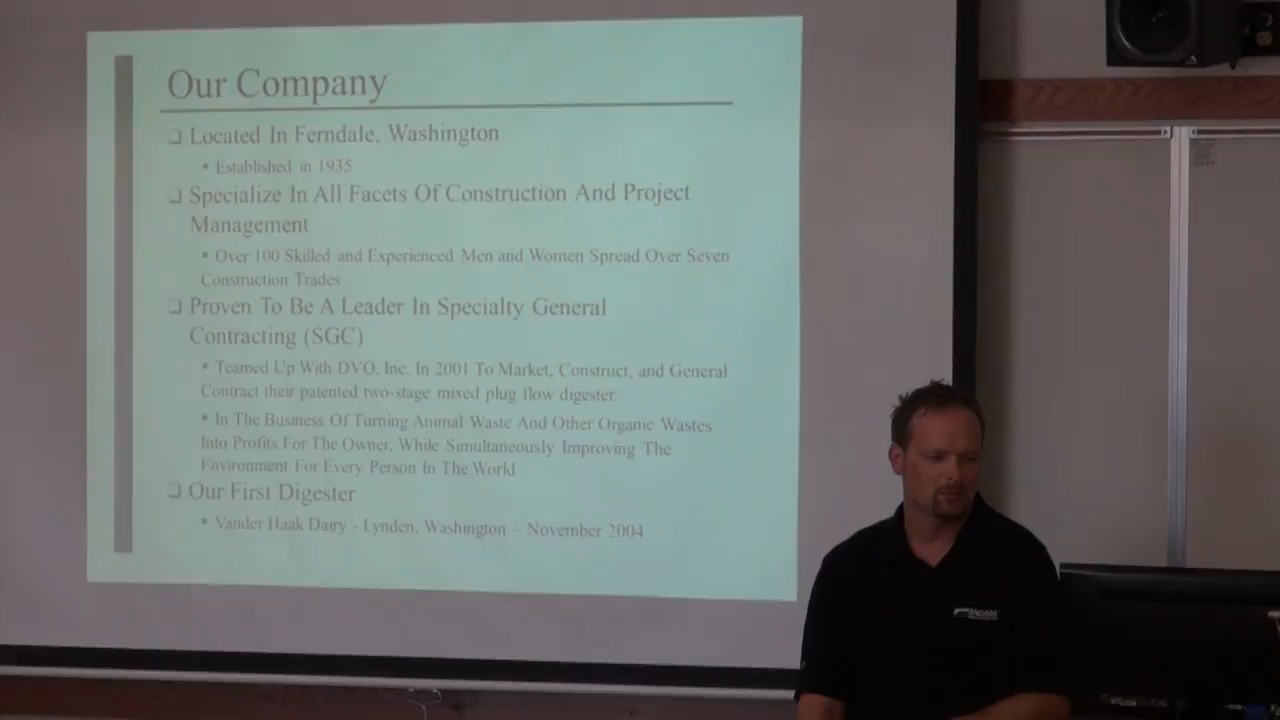 Our Company
❑ Located In Ferndale, Washington
▪ Established in 1935
❑ Specialize In All Facets Of Construction And Project
Management
▪ Over 100 Skilled and Experienced Men and Women Spread Over Seven
Construction Trades
❑ Proven To Be A Leader In Specialty General
Contracting (SGC)
▪ Teamed Up With DVO, Inc. In 2001 To Market, Construct, and General
Contract their patented two-stage mixed plug flow digester.
▪ In The Business Of Turning Animal Waste And Other Organic Wastes
Into Profits For The Owner, While Simultaneously Improving The
Environment For Every Person In The World
❑ Our First Digester
▪ Vander Haak Dairy - Lynden, Washington – November 2004